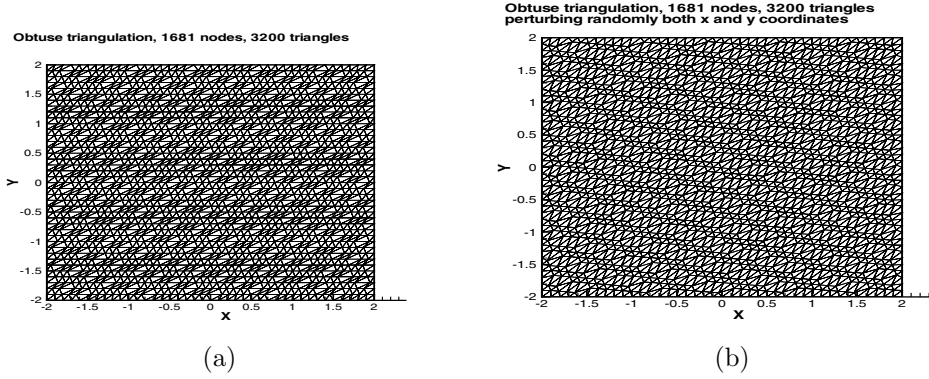 Obtuse triangulation, 1681 nodes, 3200 triangles
2
1.5
1
0.5
0
-0.5
-1
-1.5
-2
Y
-2 -1.5 -1 -0.5 0 0.5 1 1.5 2
X
(a)
Obtuse triangulation, 1681 nodes, 3200 triangles
perturbing randomly both x and y coordinates
2
1.5
1
0.5
0
-0.5
-1
-1.5
-2
Y
-2 -1.5 -1 -0.5 0 0.5 1 1.5 2
X
(b)